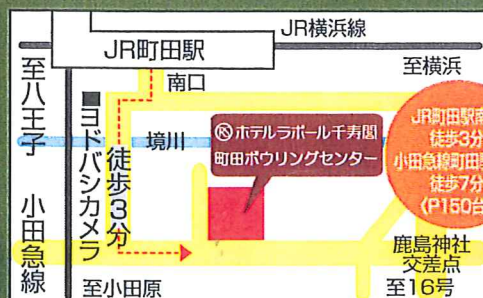 JR横浜線
JR町田駅
至横浜
南口
至八王子
小田急線
■ヨドバシカメラ
徒歩3分
境川
Ⓡホテルラポール千寿閣
町田ボウリングセンター
JR町田駅南
徒歩3分
小田急線町田駅
徒歩7分
〈P150台
鹿島神社
交差点
至小田原
至16号